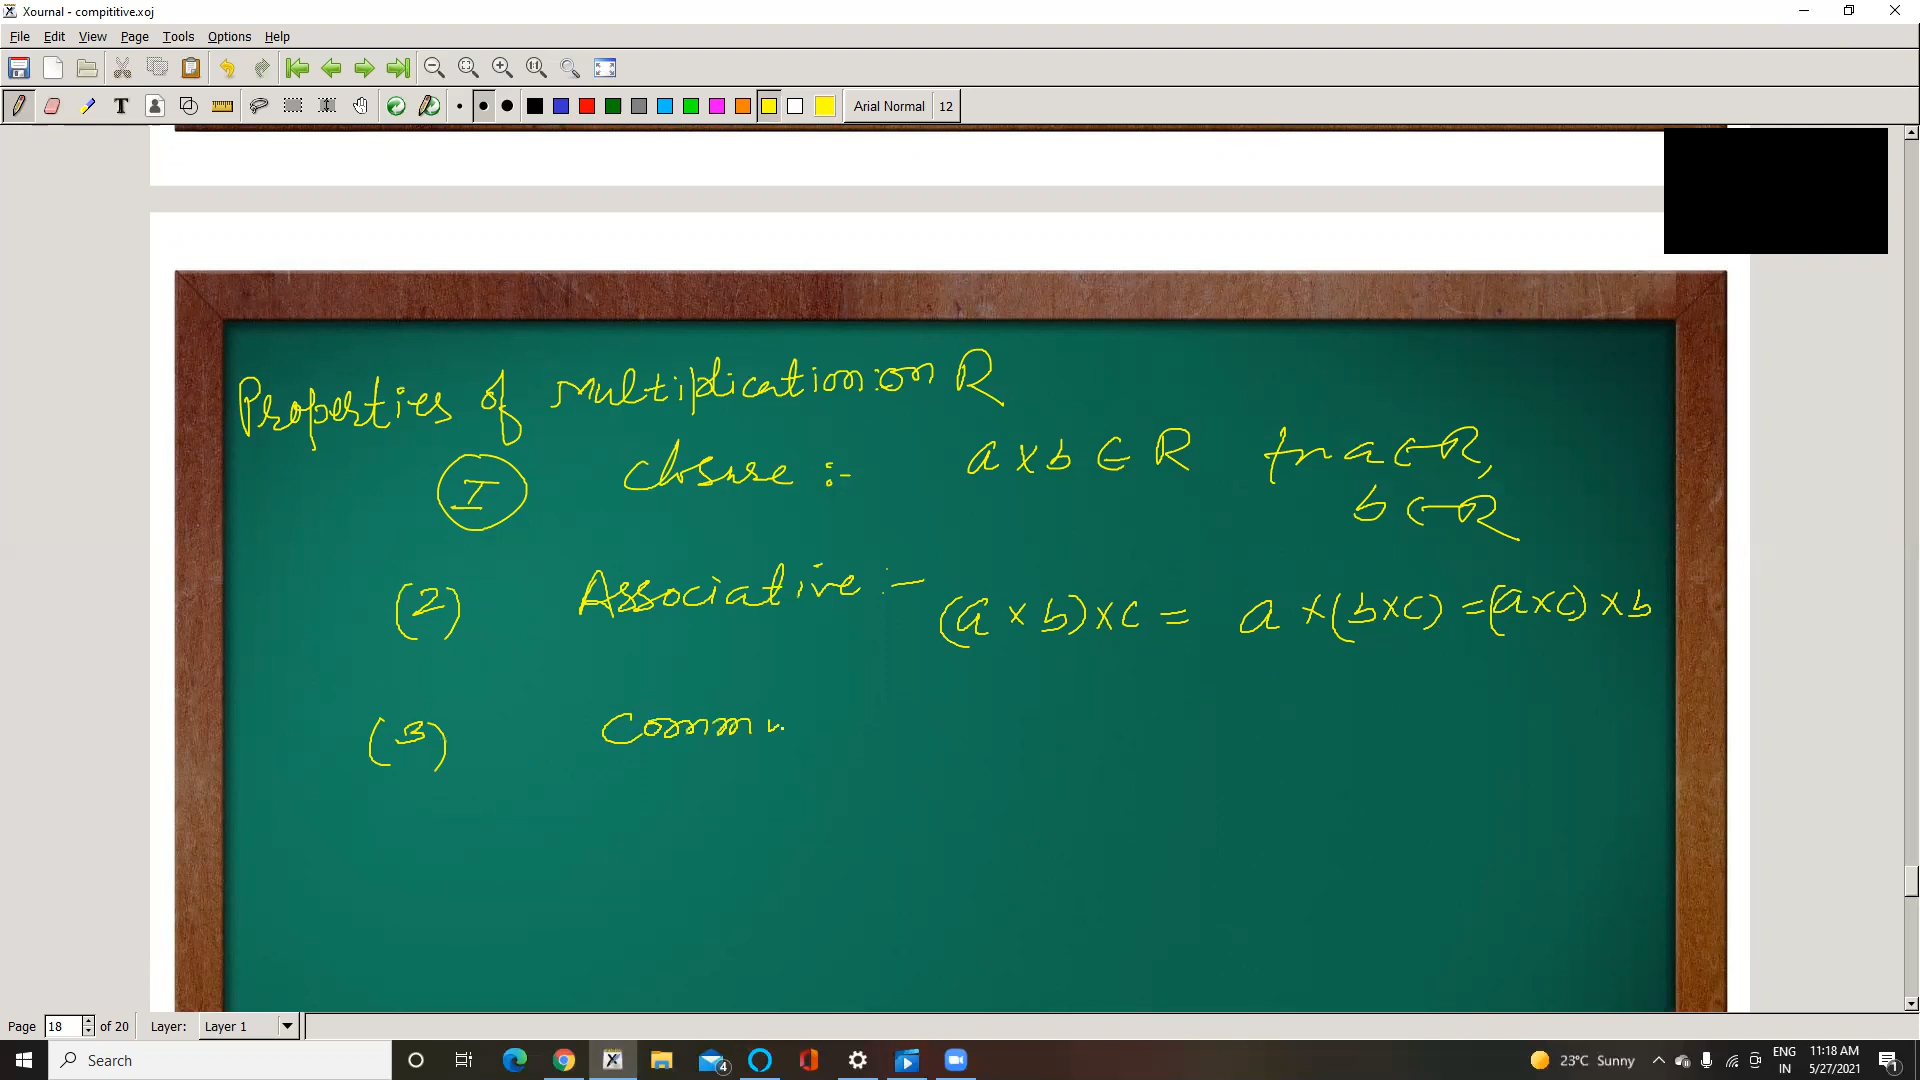 Xournal - compititive.xoj
File Edit View Page Tools Options Help
Arial Normal 12
Properties of Multiplication: on R
I Closure :- a × b ∈ R for a ∈ R,
b ∈ R
(2) Associative :- (a × b) × c = a × (b × c) = (a × c) × b
(3) Commu
Page 18 of 20 Layer: Layer 1
Search
4
23°C Sunny
ENG
IN
11:18 AM
5/27/2021
1